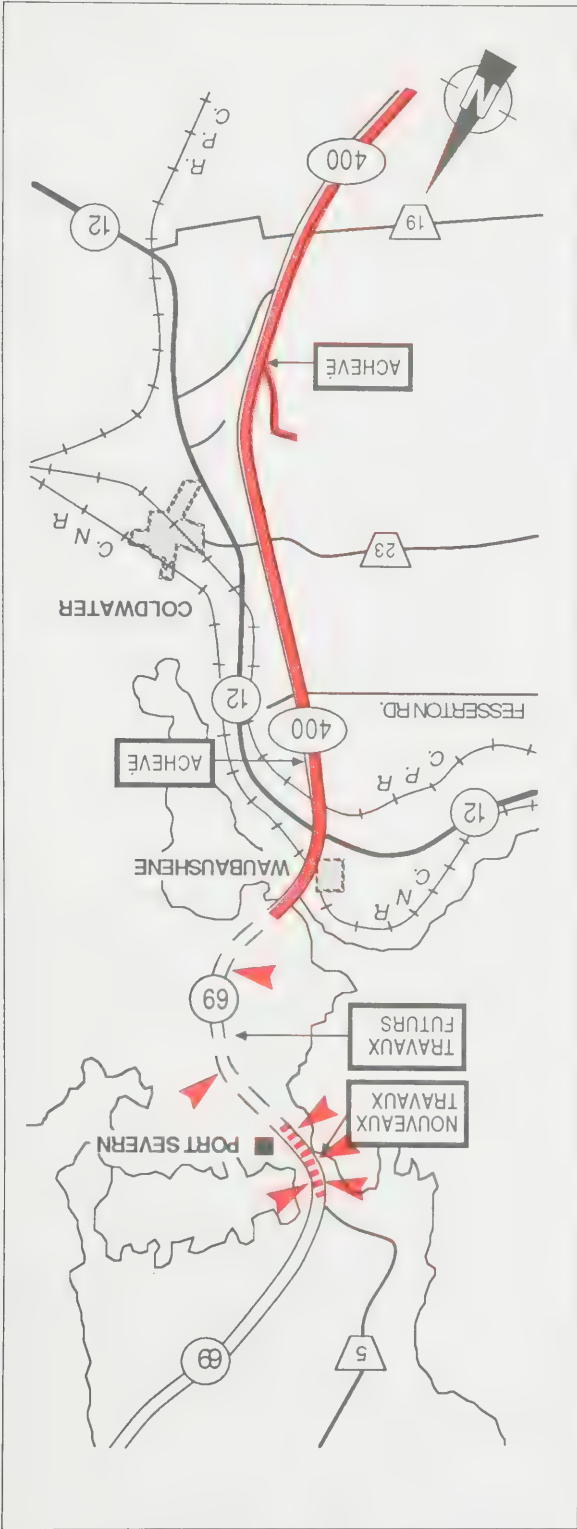 5
69
NOUVEAUX
TRAVAUX
PORT SEVERN
TRAVAUX
FUTURS
69
WAUBAUSHENE
C. N. R.
12
ACHEVÉ
C. P. R.
400
FESSERTON RD.
12
COLDWATER
C. N. R.
23
ACHEVÉ
19
12
400
C. P. R.
N